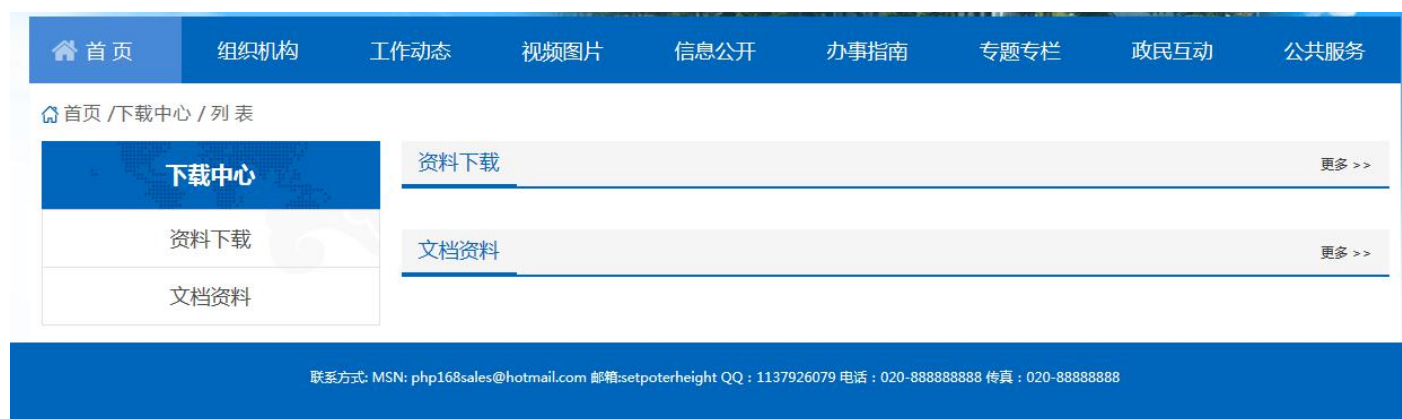 首页 组织机构 工作动态 视频图片 信息公开 办事指南 专题专栏 政民互动 公共服务
首页 /下载中心 / 列 表
下载中心
资料下载
文档资料
资料下载 更多 >>
文档资料 更多 >>
联系方式: MSN: php168sales@hotmail.com 邮箱:setpoterheight QQ：1137926079 电话：020-888888888 传真：020-88888888